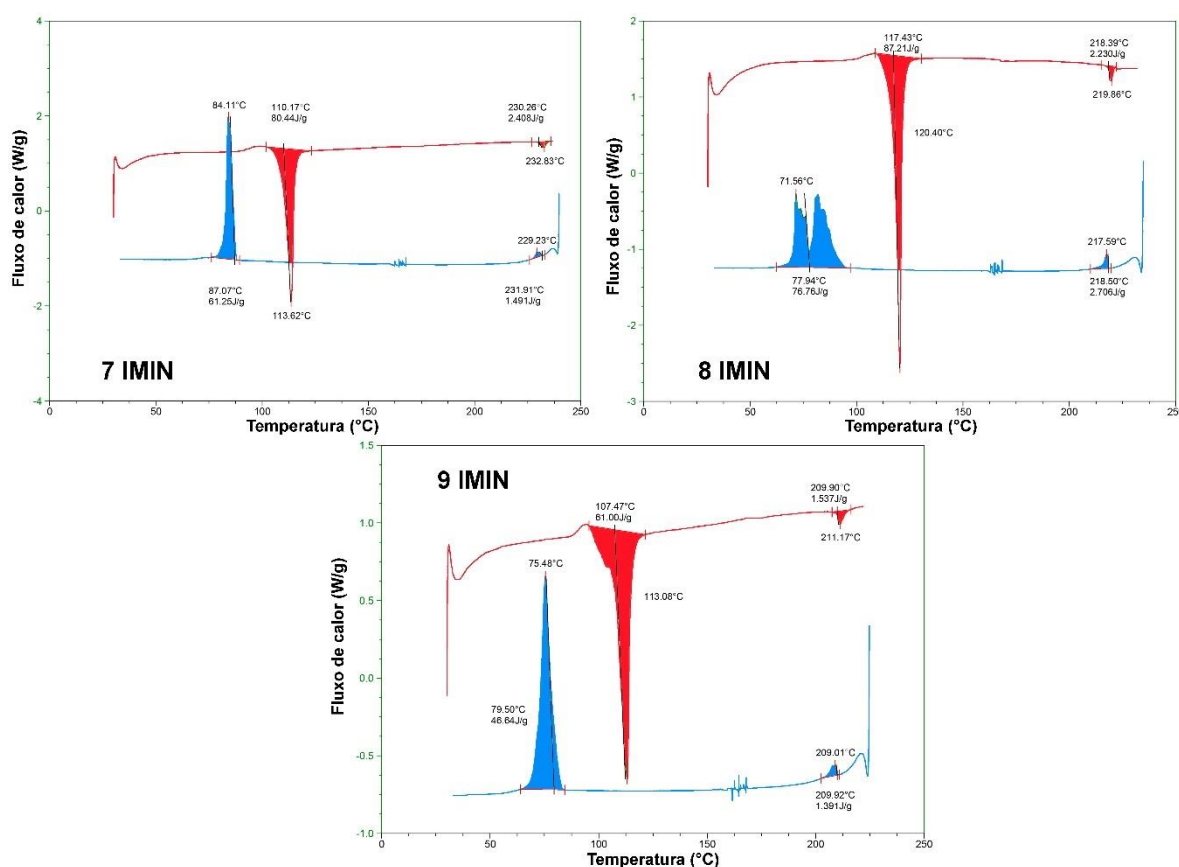 4
2
0
-2
-4
Fluxo de calor (W/g)
84.11°C
110.17°C
80.44J/g
230.26°C
2.408J/g
232.83°C
229.23°C
87.07°C
61.25J/g
231.91°C
1.491J/g
113.62°C
7 IMIN
0
50
100
150
200
250
Temperatura (°C)
2
1
0
-1
-2
-3
Fluxo de calor (W/g)
117.43°C
87.21J/g
218.39°C
2.230J/g
219.86°C
120.40°C
71.56°C
217.59°C
77.94°C
76.76J/g
218.50°C
2.706J/g
8 IMIN
0
50
100
150
200
25
Temperatura (°C)
1.5
1.0
0.5
0.0
-0.5
-1.0
Fluxo de calor (W/g)
9 IMIN
107.47°C
61.00J/g
209.90°C
1.537J/g
211.17°C
75.48°C
113.08°C
79.50°C
46.64J/g
209.01°C
209.92°C
1.391J/g
0
50
100
150
200
250
Temperatura (°C)